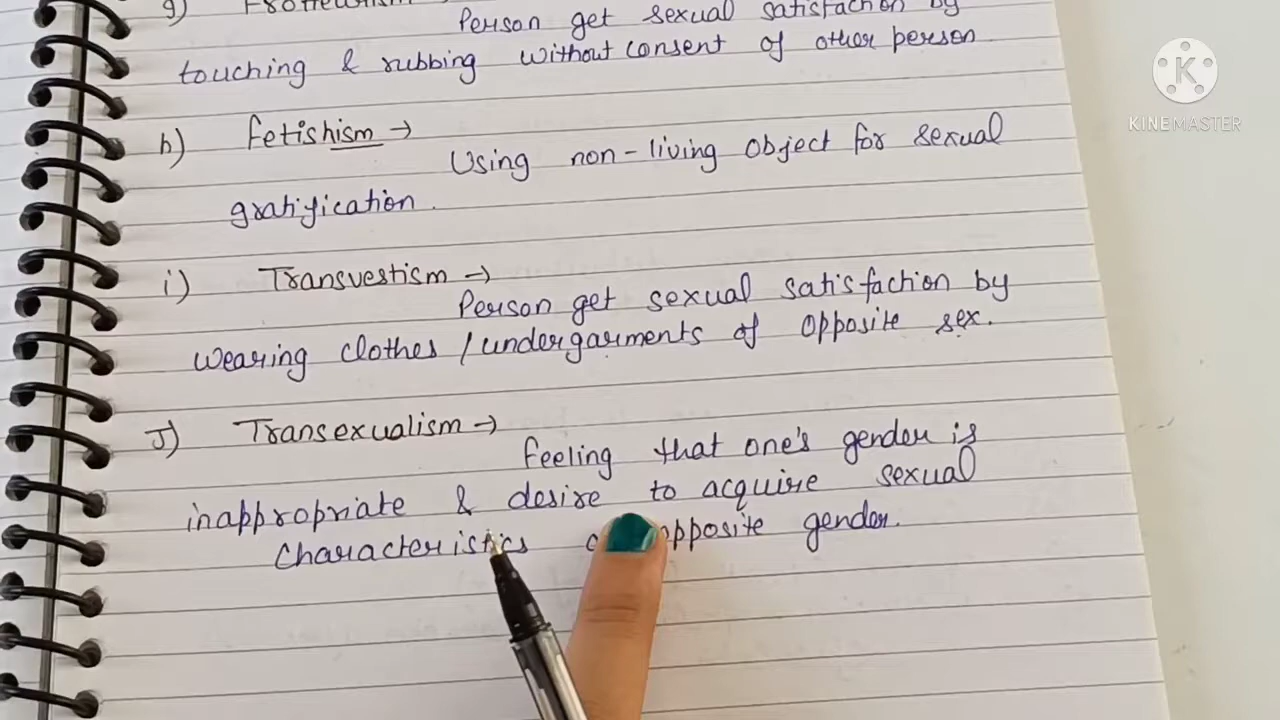 g) Frotteurism
Person get sexual satisfaction by
touching & rubbing without consent of other person
h) Fetishism →
Using non-living object for sexual
gratification.
i) Transvestism →
Person get sexual satisfaction by
wearing clothes / undergarments of opposite sex.
J) Transexualism →
Feeling that one's gender is
inappropriate & desire to acquire sexual
characteristics opposite gender.
KINEMASTER